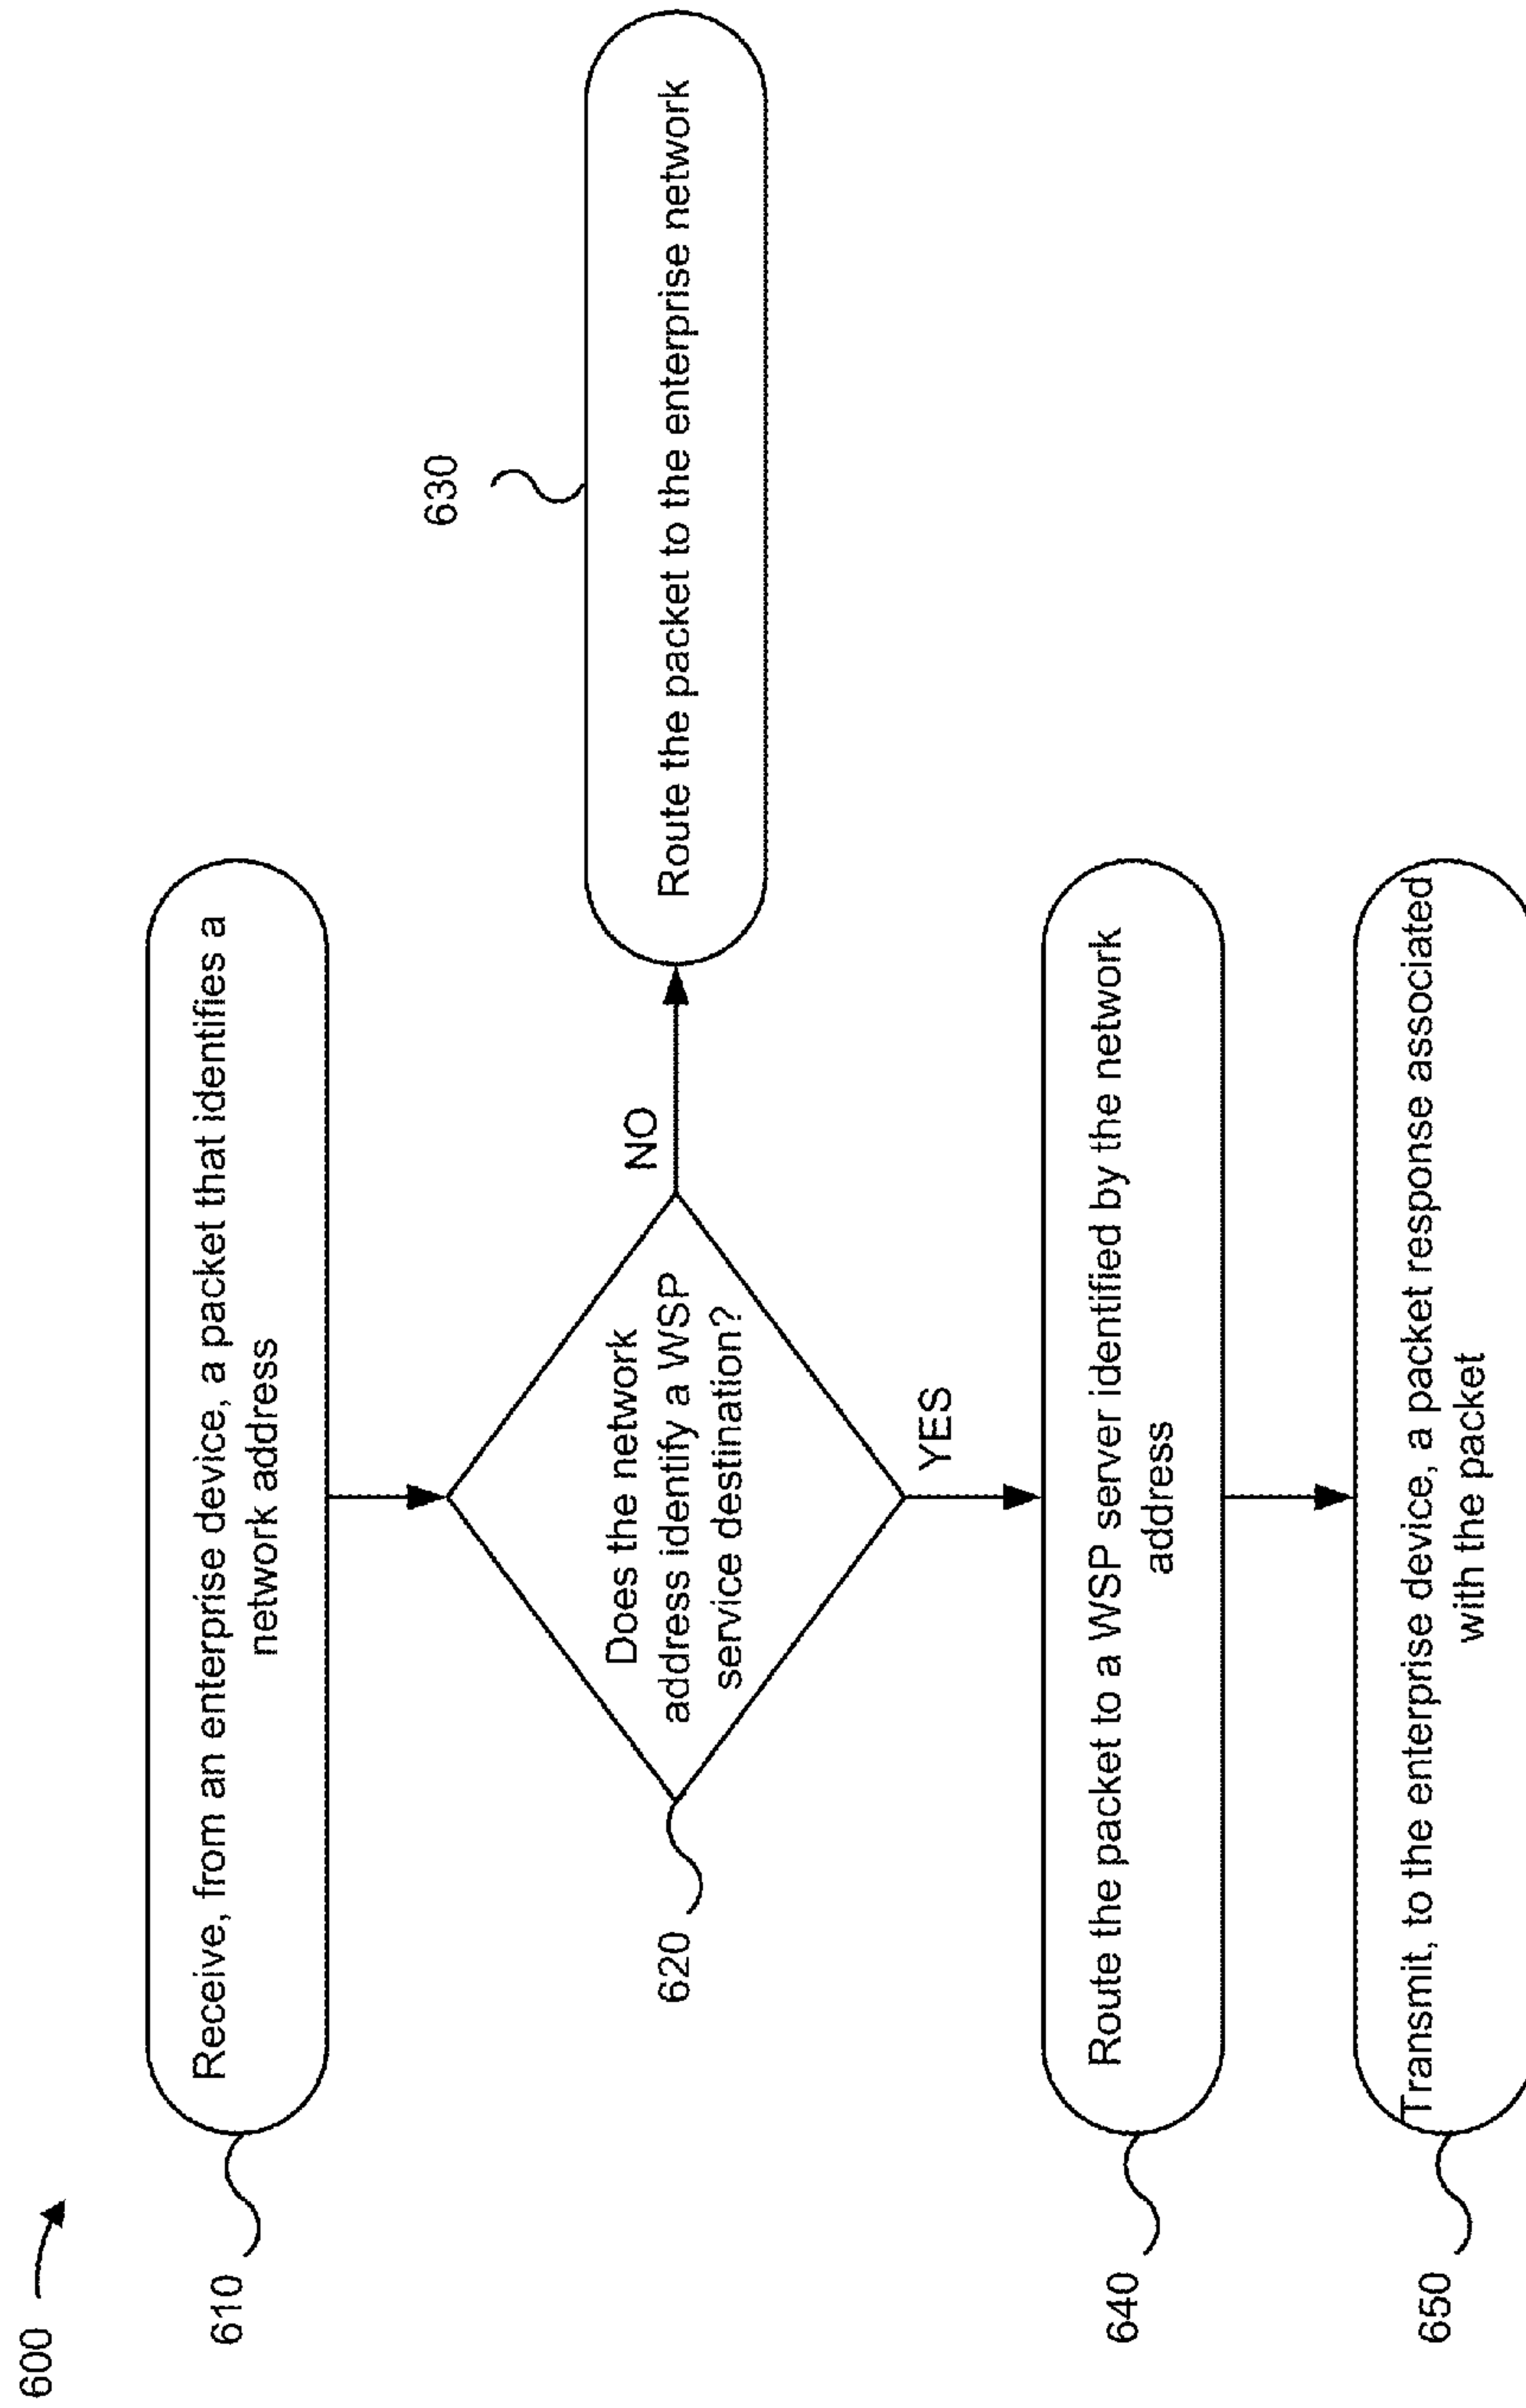 600
610
Receive, from an enterprise device, a packet that identifies a
network address
620
Does the network
address identify a WSP
service destination?
NO
630
Route the packet to the enterprise network
YES
640
Route the packet to a WSP server identified by the network
address
650
Transmit, to the enterprise device, a packet response associated
with the packet